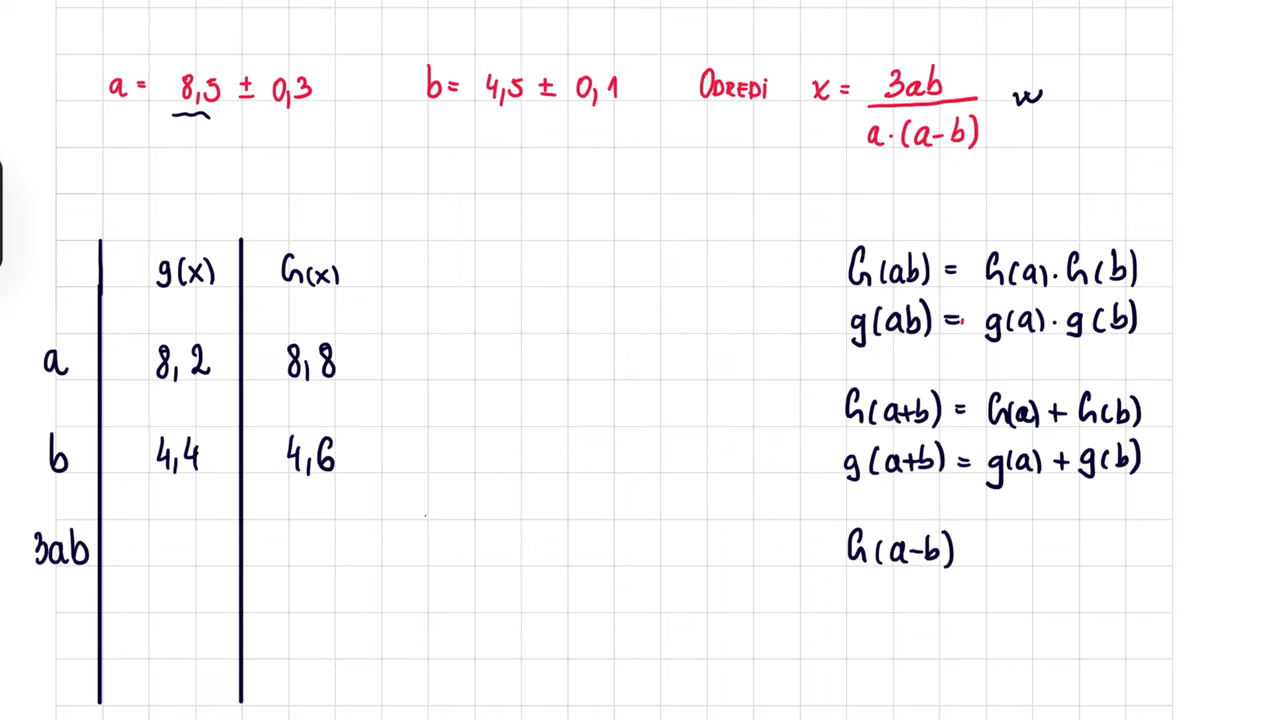 a = 8,5 ± 0,3 b = 4,5 ± 0,1 ODREDI x = 3ab / a·(a-b)
g(x) h(x)
a 8,2 8,8
b 4,4 4,6
3ab
h(ab) = h(a)·h(b)
g(ab) = g(a)·g(b)
h(a+b) = h(a) + h(b)
g(a+b) = g(a) + g(b)
h(a-b)